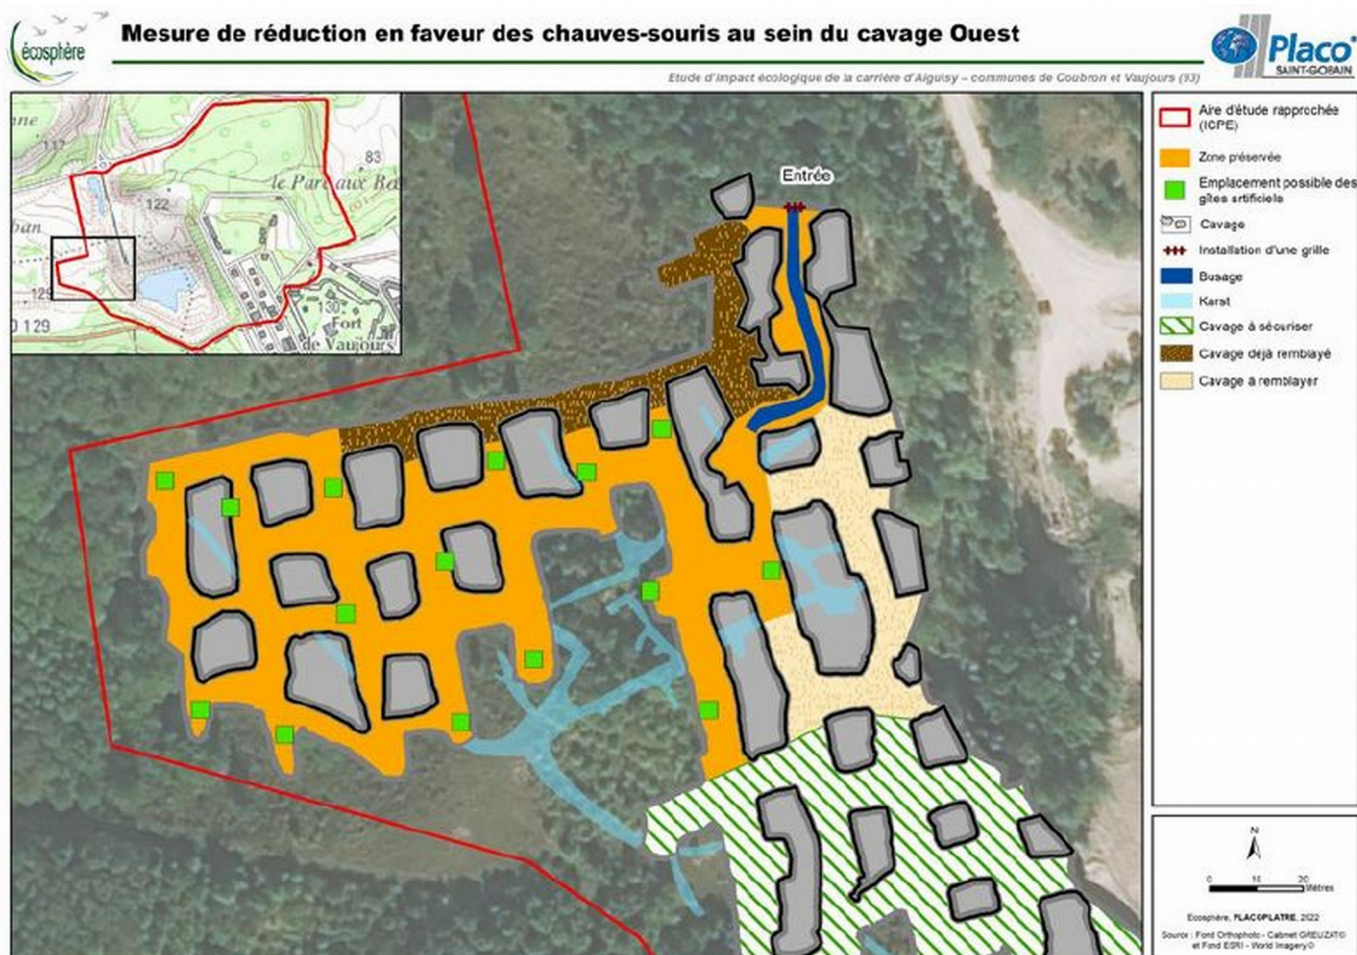 écosphère
Mesure de réduction en faveur des chauves-souris au sein du cavage Ouest
Placo
SAINT-GOBAIN
Etude d'impact écologique de la carrière d'Aiguisy – communes de Coubron et Vaujours (93)
117
83
le Parc aux
122
129
130
0 129
Fort
de Vaujours
Entrée
Aire d'étude rapprochée
(ICPE)
Zone préservée
Emplacement possible des
gîtes artificiels
Cavage
Installation d'une grille
Busage
Karst
Cavage à sécuriser
Cavage déjà remblayé
Cavage à remblayer
N
0 10 20
Mètres
Ecosphère, PLACOPLATRE, 2022
Source : Fond Orthophoto - Cabinet GREUZAT©
et Fond ESRI - World Imagery©